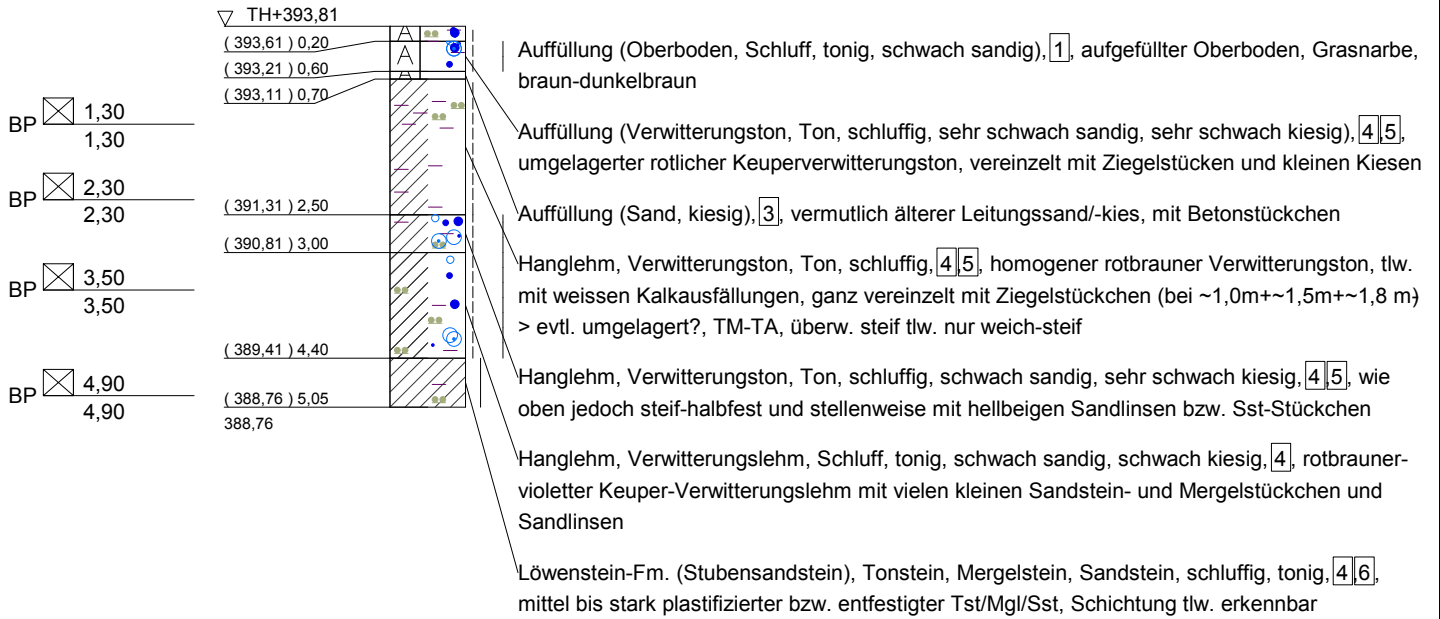 TH+393,81
( 393,61 ) 0,20
( 393,21 ) 0,60
( 393,11 ) 0,70
( 391,31 ) 2,50
( 390,81 ) 3,00
( 389,41 ) 4,40
( 388,76 ) 5,05
388,76
A
A
A
BP 1,30
1,30
BP 2,30
2,30
BP 3,50
3,50
BP 4,90
4,90
Auffüllung (Oberboden, Schluff, tonig, schwach sandig), 1, aufgefüllter Oberboden, Grasnarbe,
braun-dunkelbraun
Auffüllung (Verwitterungston, Ton, schluffig, sehr schwach sandig, sehr schwach kiesig), 4,5,
umgelagerter rotlicher Keuperverwitterungston, vereinzelt mit Ziegelstücken und kleinen Kiesen
Auffüllung (Sand, kiesig), 3, vermutlich älterer Leitungssand/-kies, mit Betonstückchen
Hanglehm, Verwitterungston, Ton, schluffig, 4,5, homogener rotbrauner Verwitterungston, tlw.
mit weissen Kalkausfällungen, ganz vereinzelt mit Ziegelstückchen (bei ~1,0m+~1,5m+~1,8 m)-
> evtl. umgelagert?, TM-TA, überw. steif tlw. nur weich-steif
Hanglehm, Verwitterungston, Ton, schluffig, schwach sandig, sehr schwach kiesig, 4,5, wie
oben jedoch steif-halbfest und stellenweise mit hellbeigen Sandlinsen bzw. Sst-Stückchen
Hanglehm, Verwitterungslehm, Schluff, tonig, schwach sandig, schwach kiesig, 4, rotbrauner-
violetter Keuper-Verwitterungslehm mit vielen kleinen Sandstein- und Mergelstückchen und
Sandlinsen
Löwenstein-Fm. (Stubensandstein), Tonstein, Mergelstein, Sandstein, schluffig, tonig, 4,6,
mittel bis stark plastifizierter bzw. entfestigter Tst/Mgl/Sst, Schichtung tlw. erkennbar